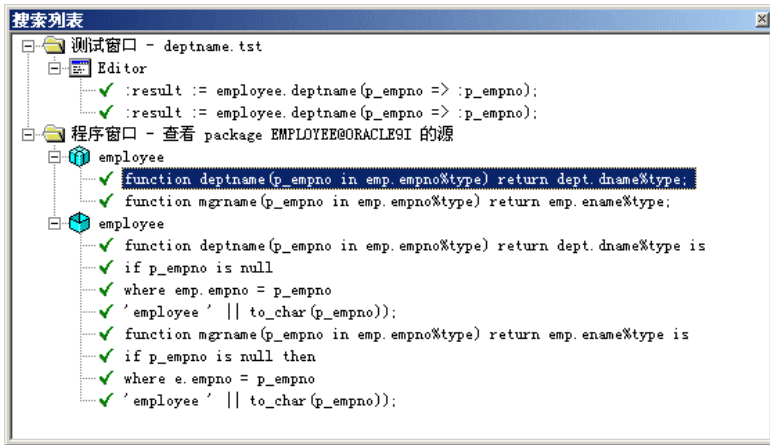 搜索列表
测试窗口 - deptname.tst
Editor
:result := employee.deptname(p_empno => :p_empno);
:result := employee.deptname(p_empno => :p_empno);
程序窗口 - 查看 package EMPLOYEE@ORACLE9I 的源
employee
function deptname(p_empno in emp.empno%type) return dept.dname%type;
function mgrname(p_empno in emp.empno%type) return emp.ename%type;
employee
function deptname(p_empno in emp.empno%type) return dept.dname%type is
if p_empno is null
where emp.empno = p_empno
'employee ' || to_char(p_empno));
function mgrname(p_empno in emp.empno%type) return emp.ename%type is
if p_empno is null then
where e.empno = p_empno
'employee ' || to_char(p_empno));